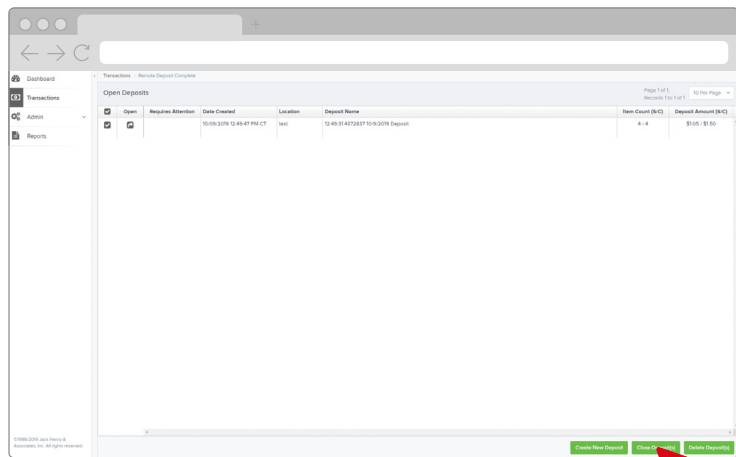 Dashboard
Transactions
Admin
Reports
Transactions / Remote Deposit Complete
Open Deposits
Page 1 of 1,
Records 1 to 1 of 1
10 Per Page
Open Requires Attention Date Created Location Deposit Name Item Count (S/C) Deposit Amount (S/C)
10/09/2019 12:49:47 PM CT test 12:49:31.4372837 10/9/2019 Deposit 4 / 4 $1.05 / $1.50
©1999-2019 Jack Henry &
Associates, Inc. All rights reserved.
Create New Deposit Close Deposit(s) Delete Deposit(s)